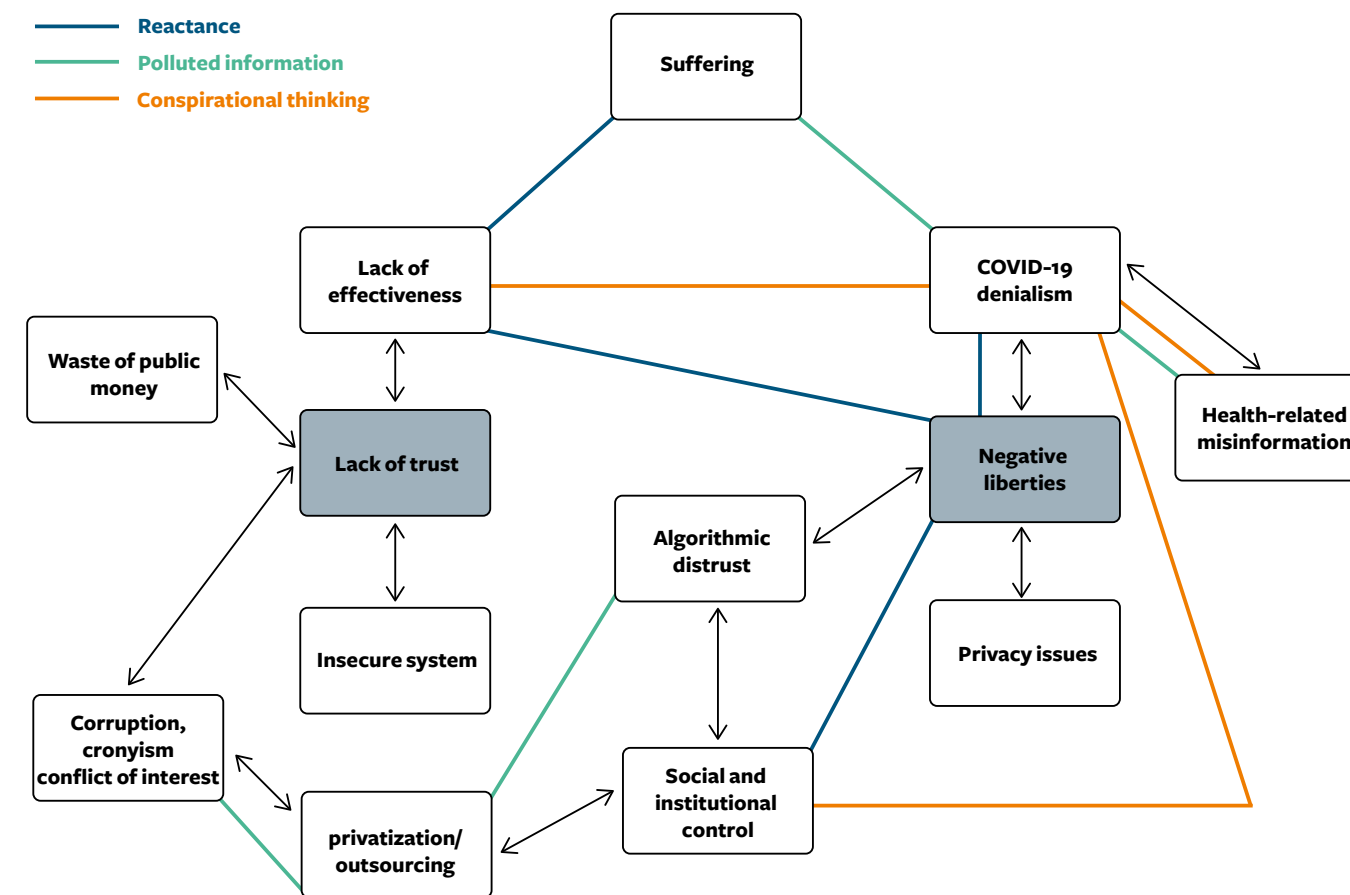 Reactance
Polluted information
Conspirational thinking
Suffering
Lack of
effectiveness
COVID-19
denialism
Waste of public
money
Health-related
misinformation
Lack of trust
Negative
liberties
Algorithmic
distrust
Insecure system
Privacy issues
Corruption,
cronyism
conflict of interest
Social and
institutional
control
privatization/
outsourcing